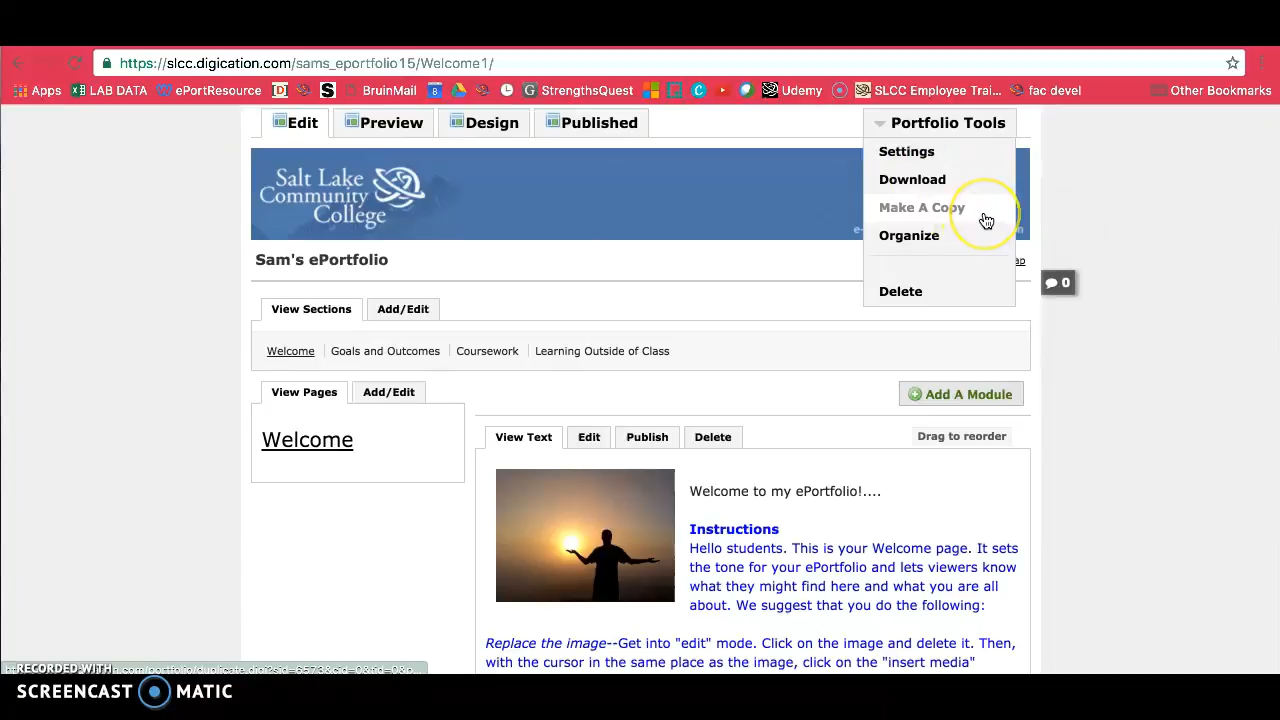 https://slcc.digication.com/sams_eportfolio15/Welcome1/
Apps LAB DATA ePortResource BruinMail StrengthsQuest Udemy SLCC Employee Trai... fac devel Other Bookmarks
Edit Preview Design Published Portfolio Tools
Settings
Download
Make A Copy
Organize
Delete
Salt Lake
Community
College
Sam's ePortfolio
0
View Sections Add/Edit
Welcome Goals and Outcomes Coursework Learning Outside of Class
View Pages Add/Edit
Add A Module
Welcome
View Text Edit Publish Delete Drag to reorder
Welcome to my ePortfolio!....
Instructions
Hello students. This is your Welcome page. It sets
the tone for your ePortfolio and lets viewers know
what they might find here and what you are all
about. We suggest that you do the following:
Replace the image--Get into "edit" mode. Click on the image and delete it. Then,
with the cursor in the same place as the image, click on the "insert media"
RECORDED WITH
SCREENCAST MATIC